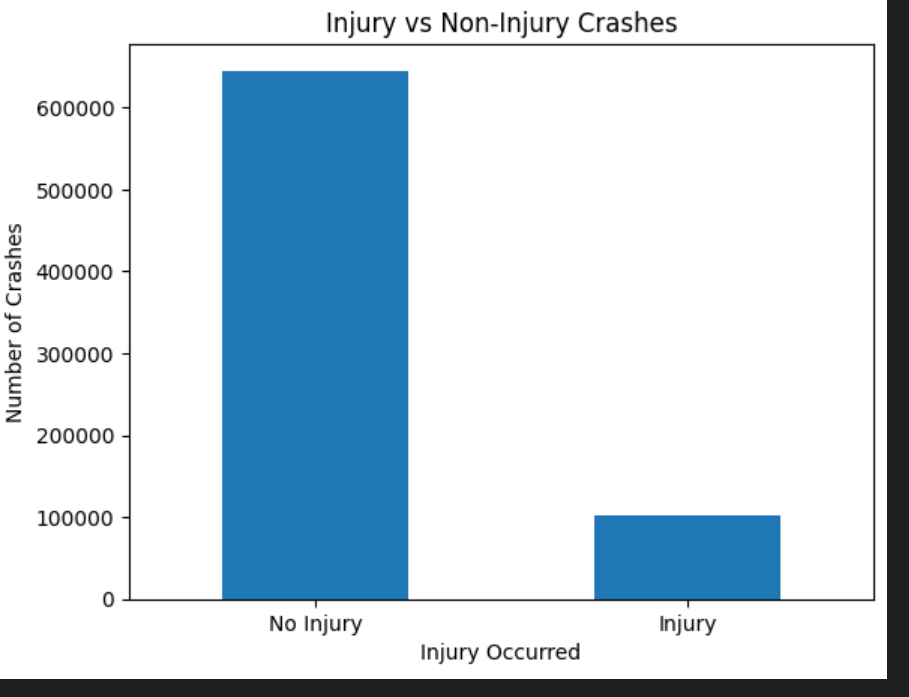 Injury vs Non-Injury Crashes
Number of Crashes
600000
500000
400000
300000
200000
100000
0
No Injury
Injury
Injury Occurred